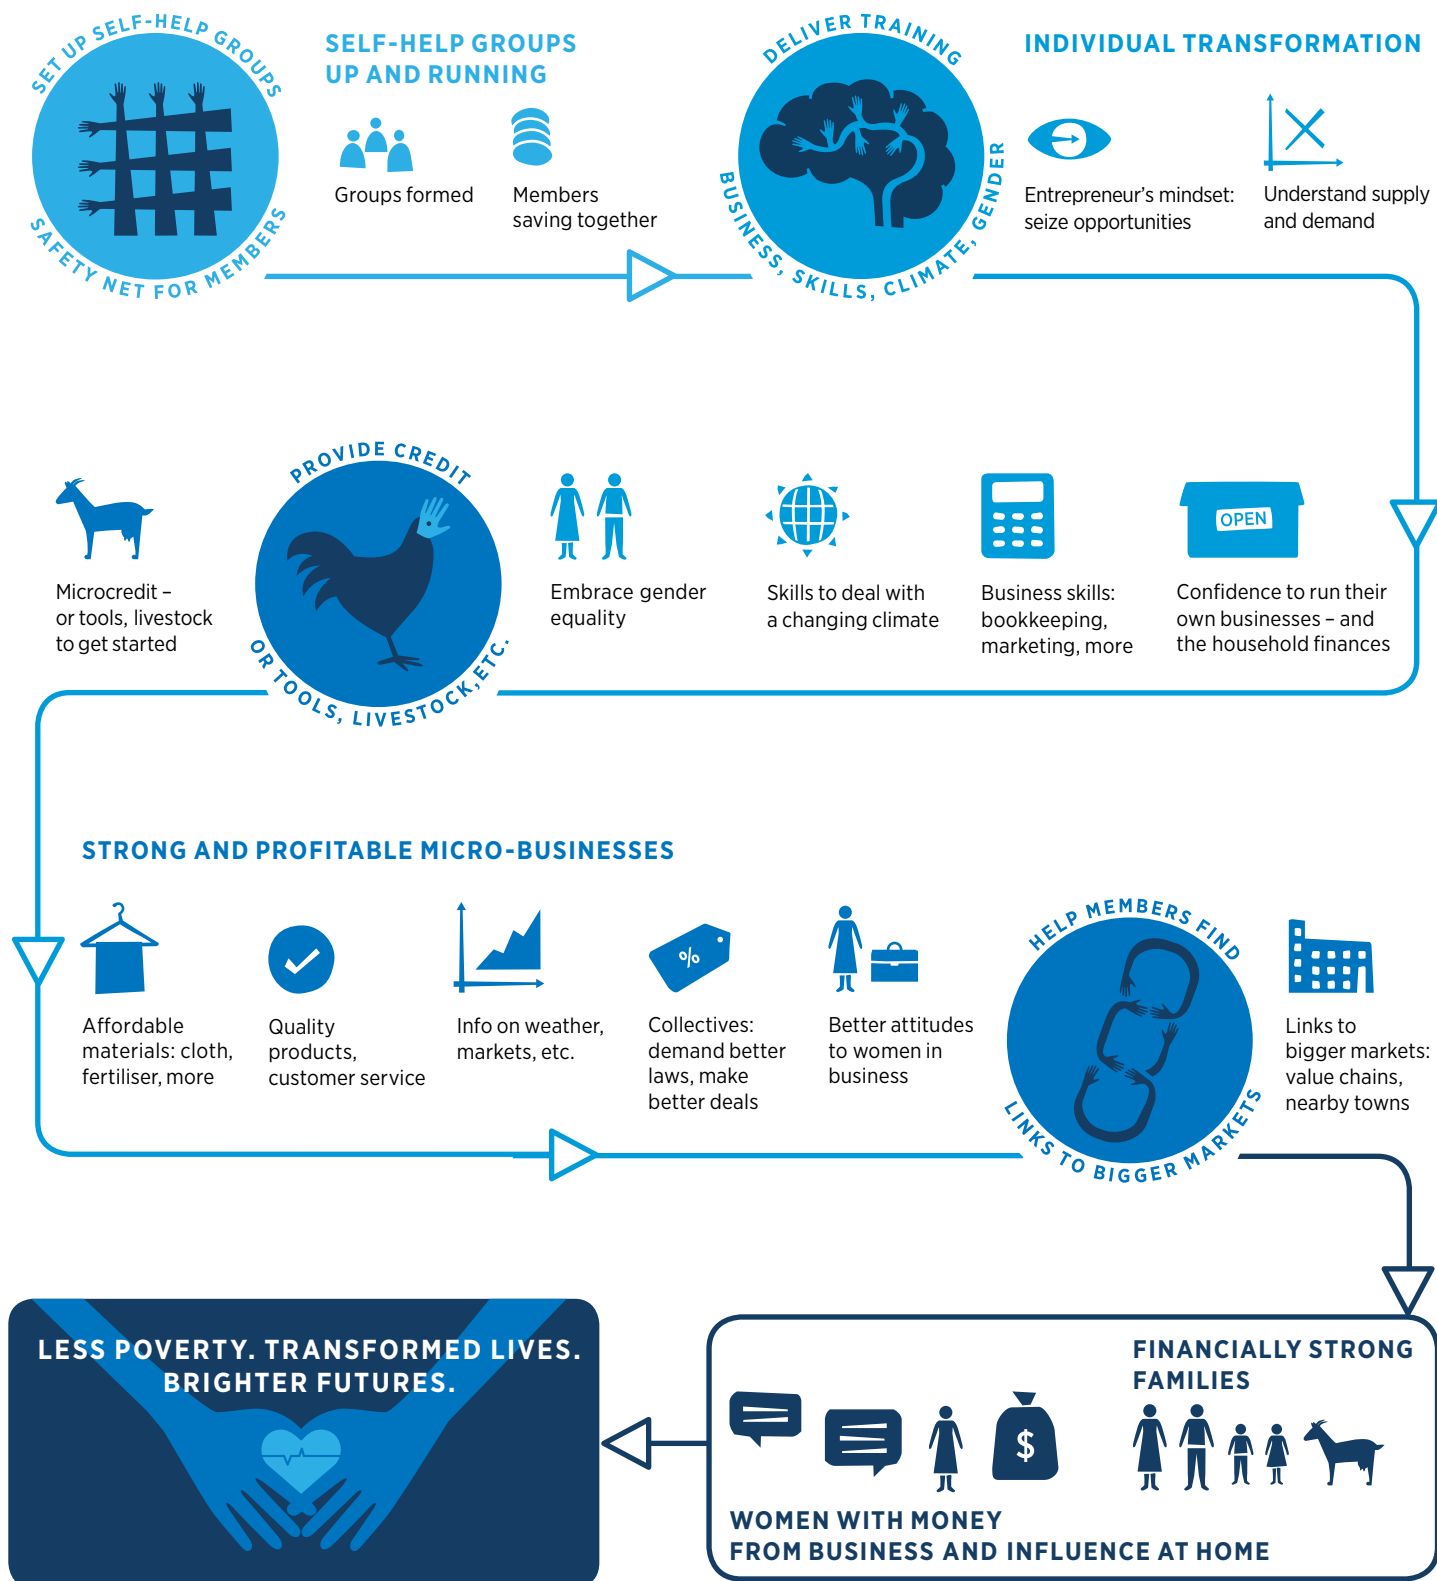 SET UP SELF-HELP GROUPS
SAFETY NET FOR MEMBERS
SELF-HELP GROUPS
UP AND RUNNING
Groups formed
Members
saving together
DELIVER TRAINING
BUSINESS, SKILLS, CLIMATE, GENDER
INDIVIDUAL TRANSFORMATION
Entrepreneur's mindset:
seize opportunities
Understand supply
and demand
OPEN
Confidence to run their
own businesses – and
the household finances
Business skills:
bookkeeping,
marketing, more
Skills to deal with
a changing climate
Embrace gender
equality
PROVIDE CREDIT
OR TOOLS, LIVESTOCK, ETC.
Microcredit –
or tools, livestock
to get started
STRONG AND PROFITABLE MICRO-BUSINESSES
Affordable
materials: cloth,
fertiliser, more
Quality
products,
customer service
Info on weather,
markets, etc.
%
Collectives:
demand better
laws, make
better deals
Better attitudes
to women in
business
HELP MEMBERS FIND
LINKS TO BIGGER MARKETS
Links to
bigger markets:
value chains,
nearby towns
FINANCIALLY STRONG
FAMILIES
$
WOMEN WITH MONEY
FROM BUSINESS AND INFLUENCE AT HOME
LESS POVERTY. TRANSFORMED LIVES.
BRIGHTER FUTURES.